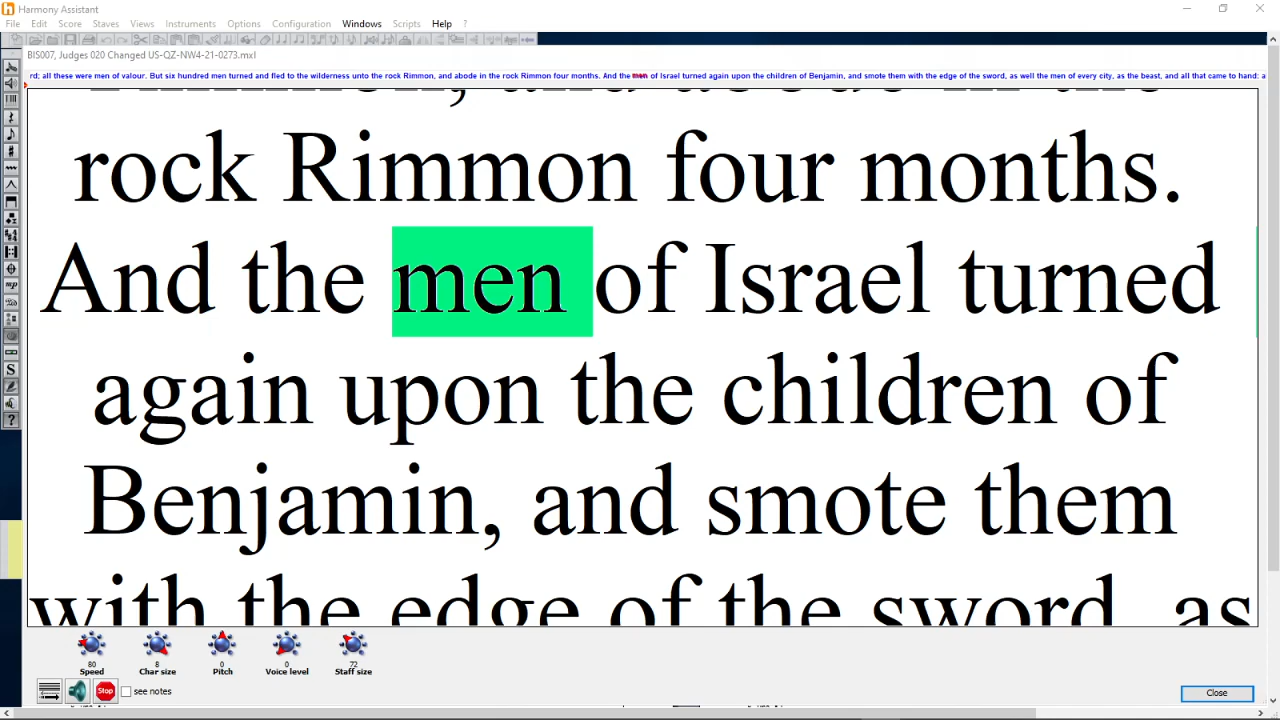 Harmony Assistant
File Edit Score Staves Views Instruments Options Configuration Windows Scripts Help ?
BIS007, Judges 020 Changed US-QZ-NW4-21-0273.mxl
rd; all these were men of valour. But six hundred men turned and fled to the wilderness unto the rock Rimmon, and abode in the rock Rimmon four months. And the men of Israel turned again upon the children of Benjamin, and smote them with the edge of the sword, as well the men of every city, as the beast, and all that came to hand: a
rock Rimmon four months.
And the men of Israel turned
again upon the children of
Benjamin, and smote them
with the edge of the sword, as
80 8 0 0 72
Speed Char size Pitch Voice level Staff size
Stop see notes Close